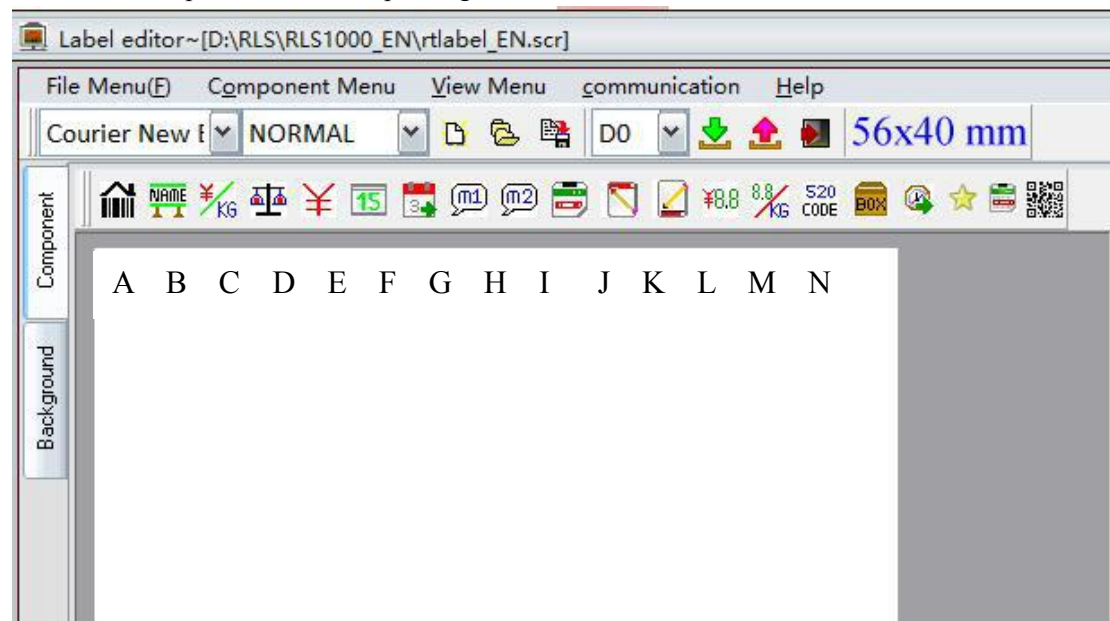 Label editor~[D:\RLS\RLS1000_EN\rtlabel_EN.scr]
File Menu(F) Component Menu View Menu communication Help
Courier New NORMAL D0 56x40 mm
Component
NAME ¥/KG ¥ 15 3 m1 m2 ¥8.8 8.8/KG 520 CODE BOX
A B C D E F G H I J K L M N
Background